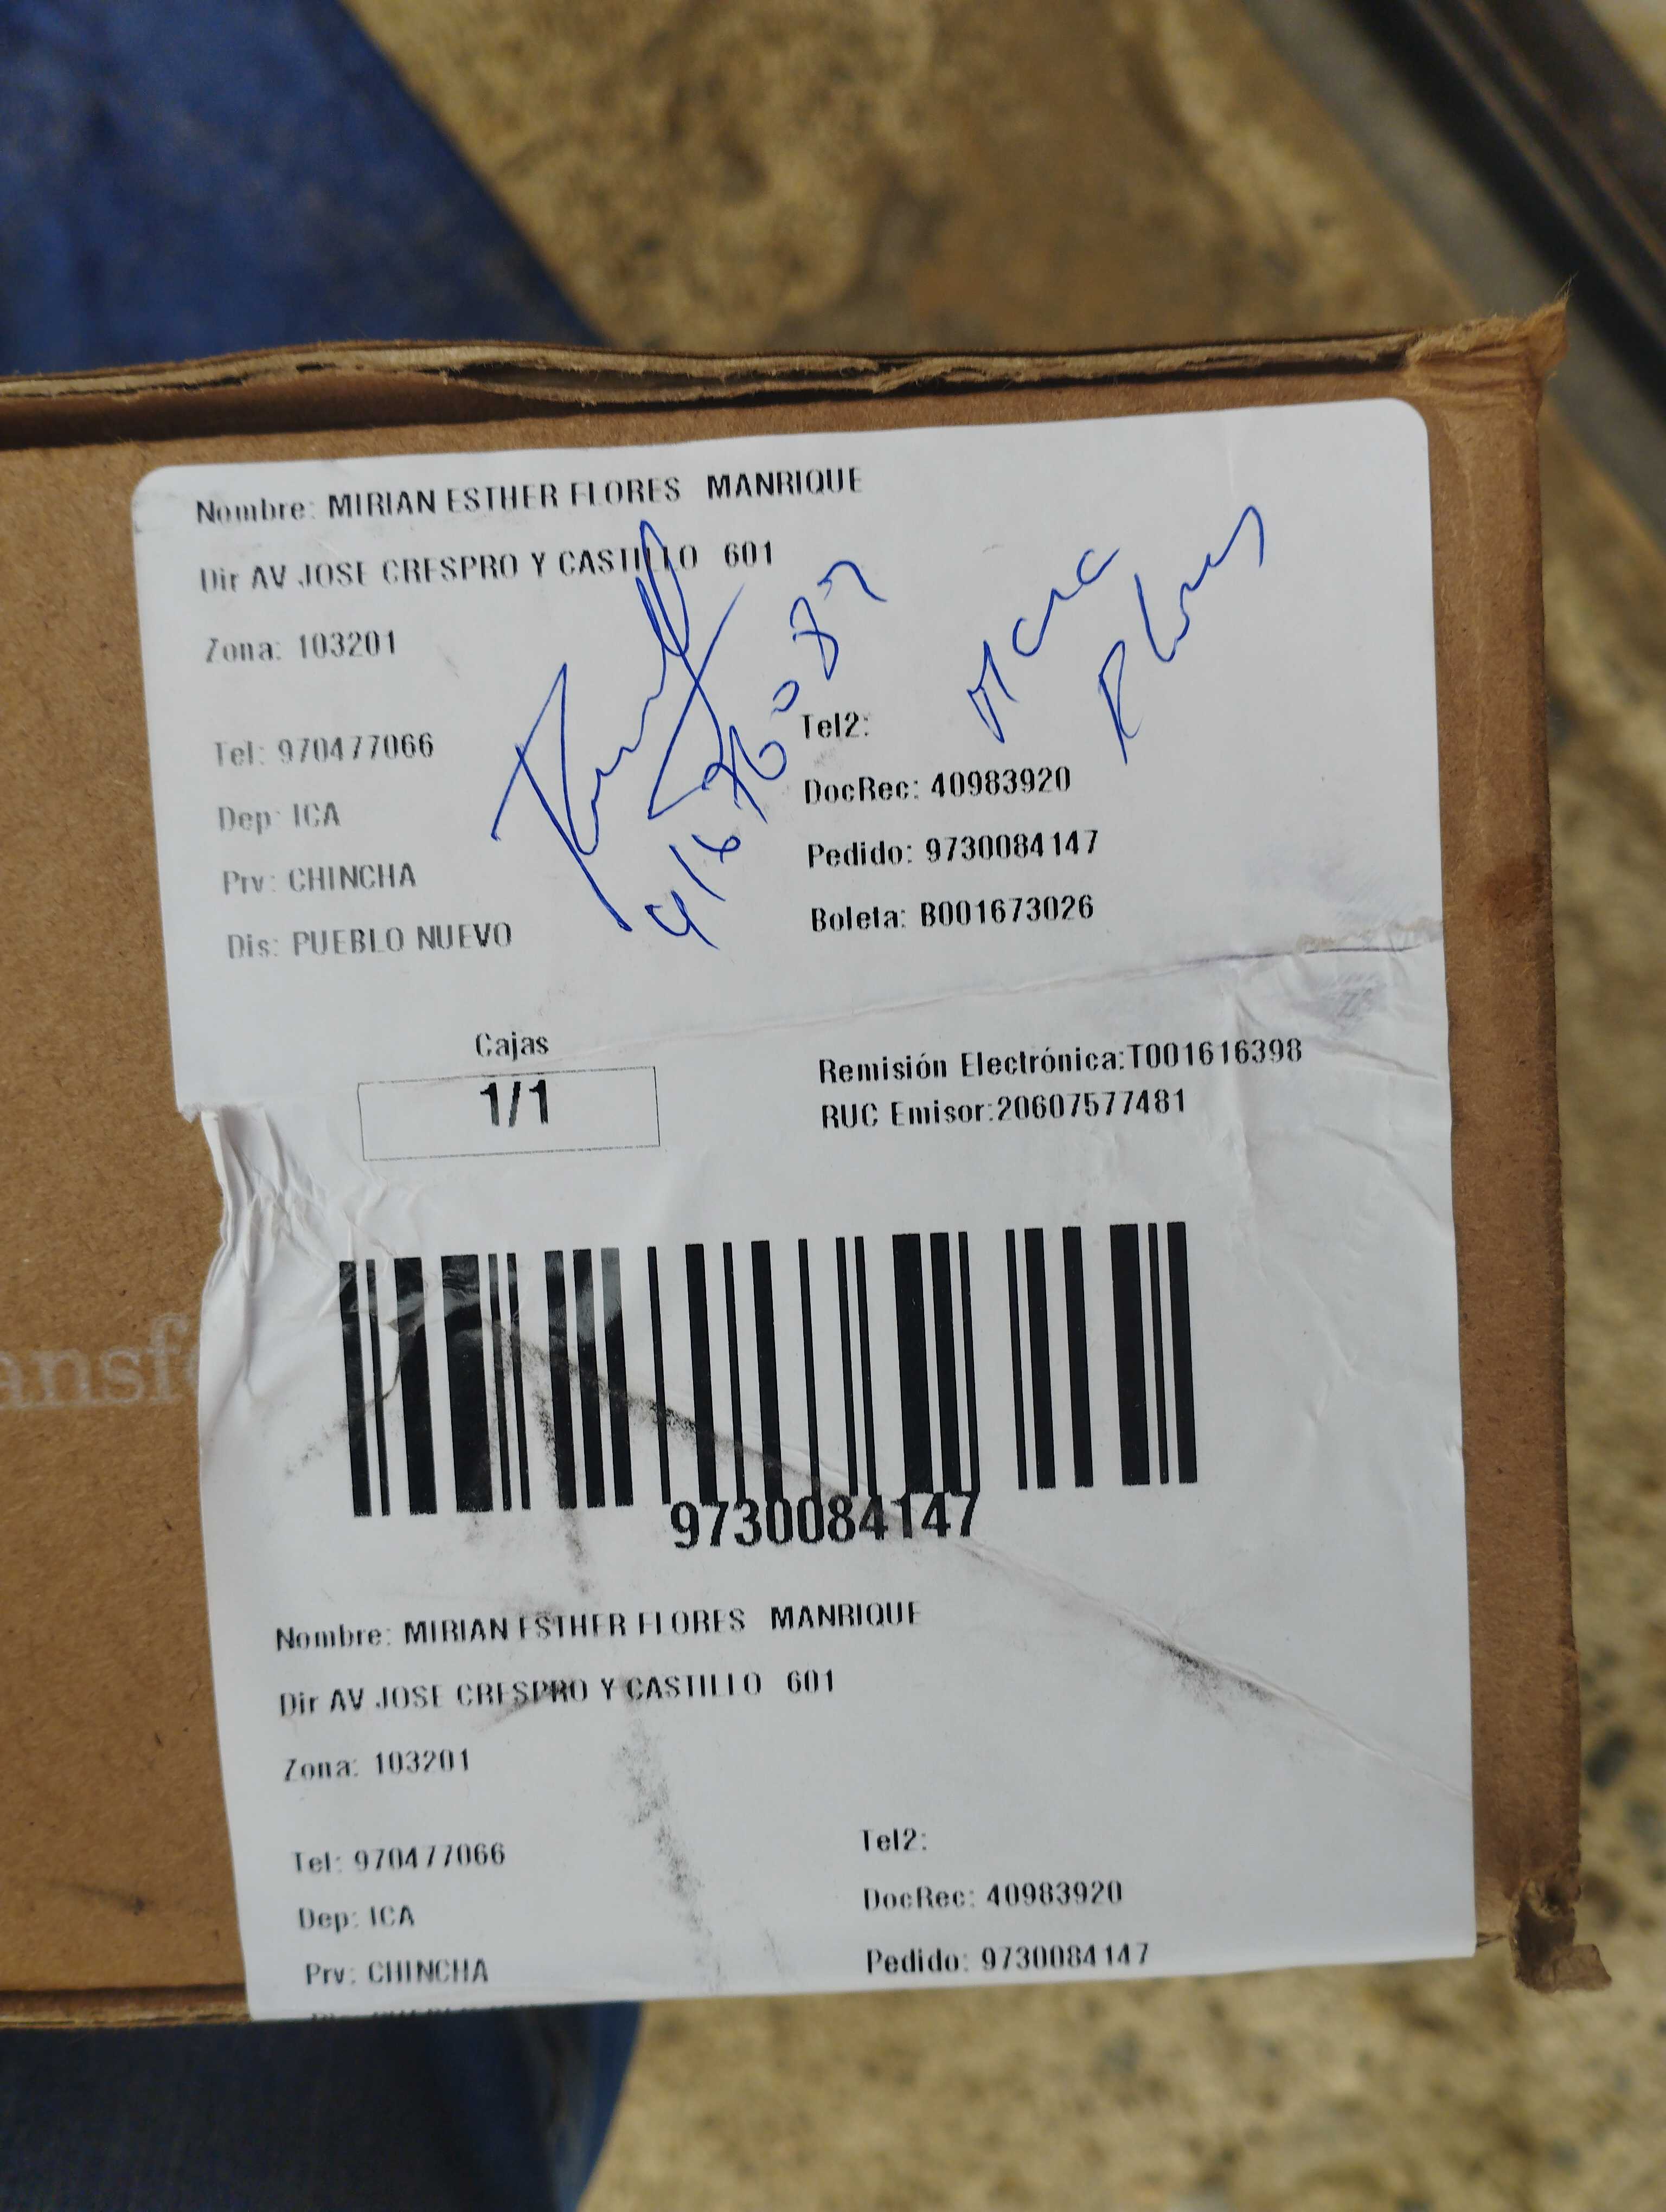 Nombre: MIRIAN ESTHER FLORES MANRIQUE
Dir AV JOSE CRESPRO Y CASTILLO 601
Zona: 103201
Tel: 970477066
Tel2:
Dep: ICA
DocRec: 40983920
Prv: CHINCHA
Pedido: 9730084147
Dis: PUEBLO NUEVO
Boleta: B001673026
Cajas
1/1
Remisión Electrónica:T001616398
RUC Emisor:20607577481
ansfe
9730084147
Nombre: MIRIAN ESTHER FLORES MANRIQUE
Dir AV JOSE CRESPRO Y CASTILLO 601
Zona: 103201
Tel: 970477066
Tel2:
Dep: ICA
DocRec: 40983920
Prv: CHINCHA
Pedido: 9730084147